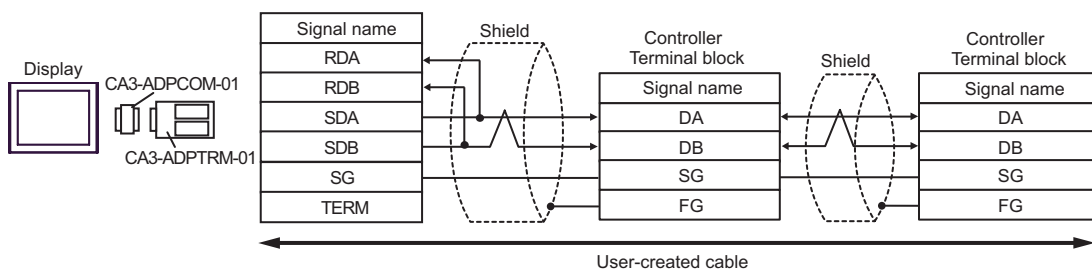 Display
CA3-ADPCOM-01
CA3-ADPTRM-01
Signal name
RDA
RDB
SDA
SDB
SG
TERM
Shield
Controller
Terminal block
Signal name
DA
DB
SG
FG
Shield
Controller
Terminal block
Signal name
DA
DB
SG
FG
User-created cable